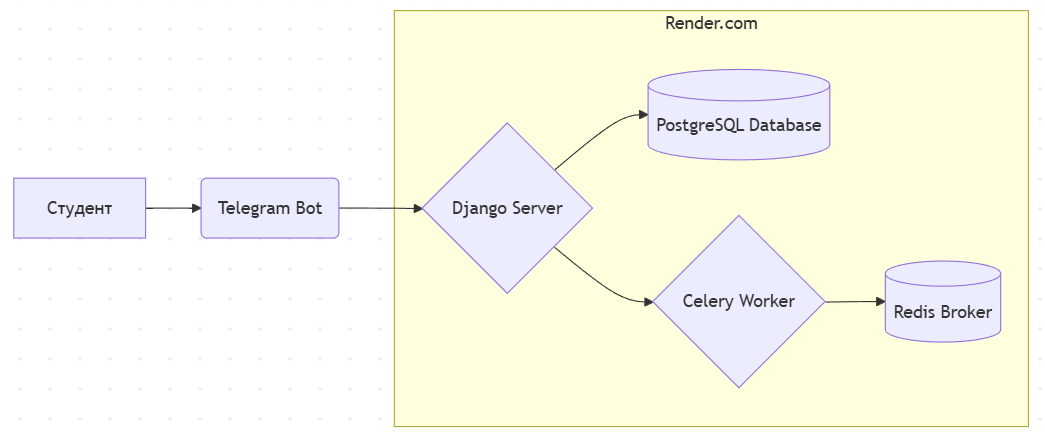 Render.com
PostgreSQL Database
Студент
Telegram Bot
Django Server
Celery Worker
Redis Broker